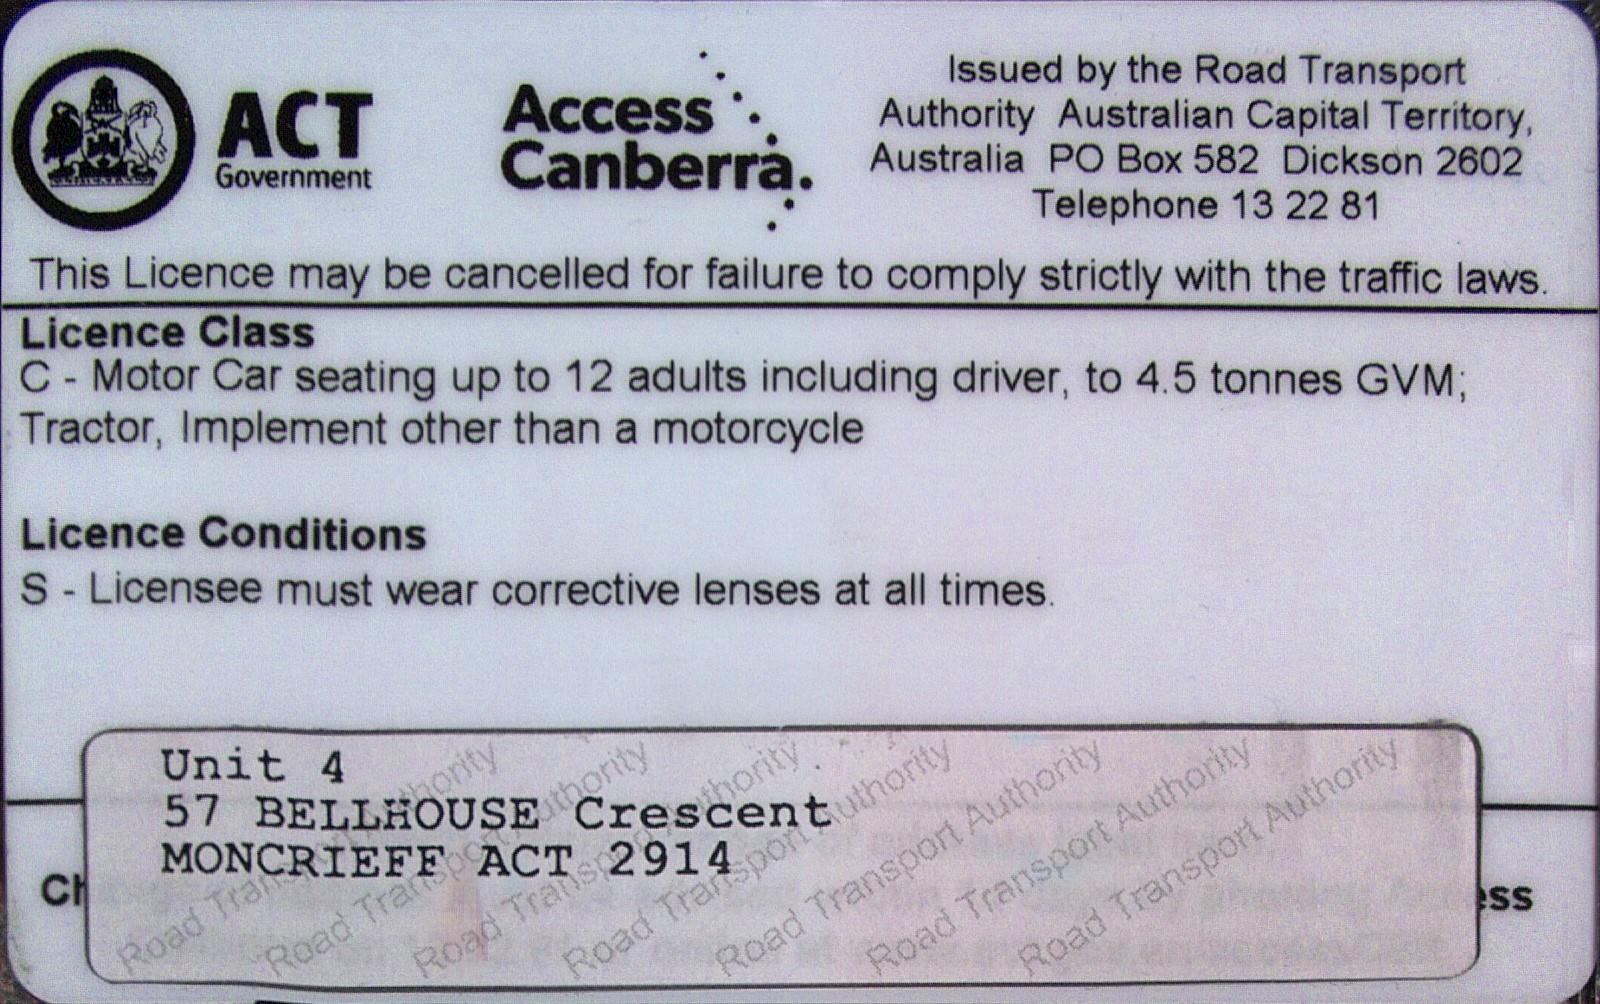 ACT
Government
Access
Canberra.
Issued by the Road Transport
Authority Australian Capital Territory,
Australia PO Box 582 Dickson 2602
Telephone 13 22 81
This Licence may be cancelled for failure to comply strictly with the traffic laws.
Licence Class
C - Motor Car seating up to 12 adults including driver, to 4.5 tonnes GVM;
Tractor, Implement other than a motorcycle
Licence Conditions
S - Licensee must wear corrective lenses at all times.
Unit 4
57 BELLHOUSE Crescent
MONCRIEFF ACT 2914
Road Transport Authority Road Transport Authority Road Transport Authority Road Transport Authority Road Transport Authority Road Transport Authority Road Transport Authority